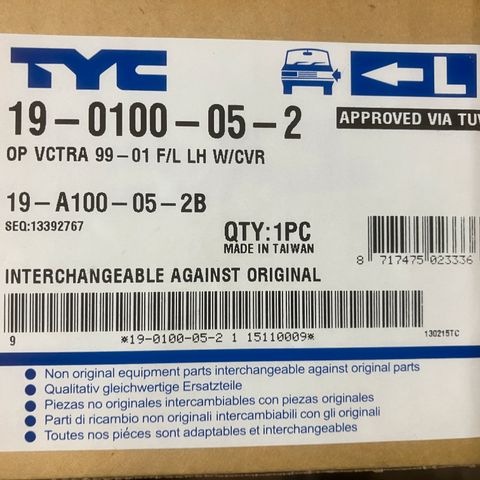 TYC
L
19-0100-05-2
APPROVED VIA TUV
OP VCTRA 99-01 F/L LH W/CVR
19-A100-05-2B
SEQ:13392767
QTY:1PC
MADE IN TAIWAN
8 717475 023336
INTERCHANGEABLE AGAINST ORIGINAL
9 *19-0100-05-2 1 15110009* 130215TC
Non original equipment parts interchangeable against original parts
Qualitativ gleichwertige Ersatzteile
Piezas no originales intercambiables con piezas originales
Parti di ricambio non originali intercambiabili con gli originali
Toutes nos piéces sont adaptables et interchangeables